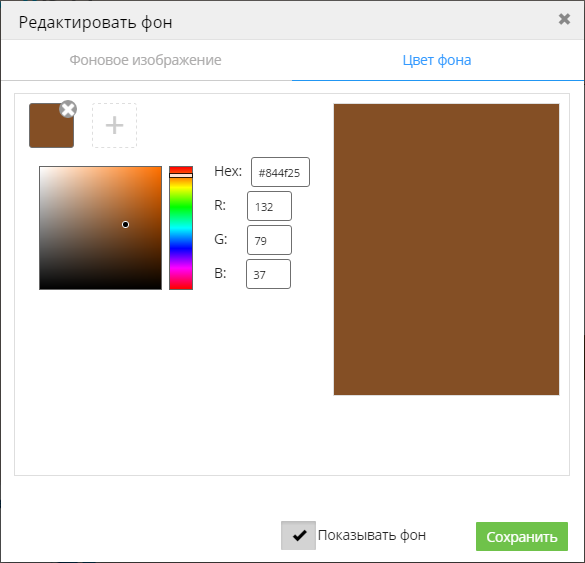 Редактировать фон
Фоновое изображение
Цвет фона
Hex: #844f25
R: 132
G: 79
B: 37
Показывать фон
Сохранить